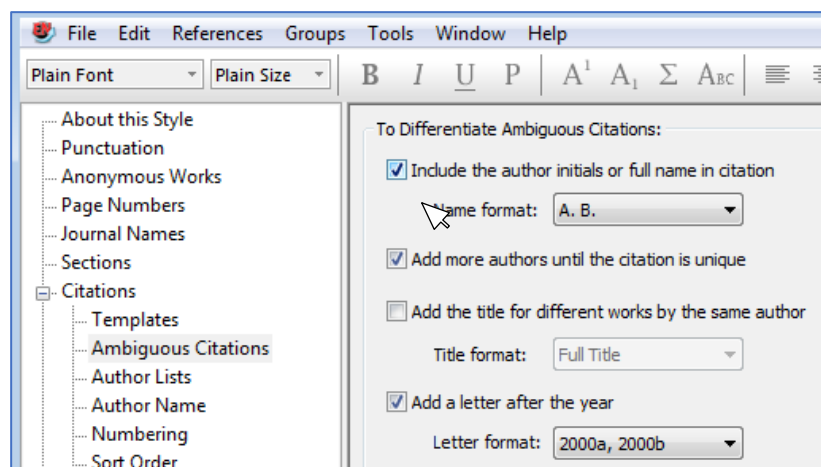 File Edit References Groups Tools Window Help
Plain Font Plain Size B I U P A1 A1 Σ ABC
About this Style
Punctuation
Anonymous Works
Page Numbers
Journal Names
Sections
Citations
Templates
Ambiguous Citations
Author Lists
Author Name
Numbering
Sort Order
To Differentiate Ambiguous Citations:
Include the author initials or full name in citation
Name format: A. B.
Add more authors until the citation is unique
Add the title for different works by the same author
Title format: Full Title
Add a letter after the year
Letter format: 2000a, 2000b